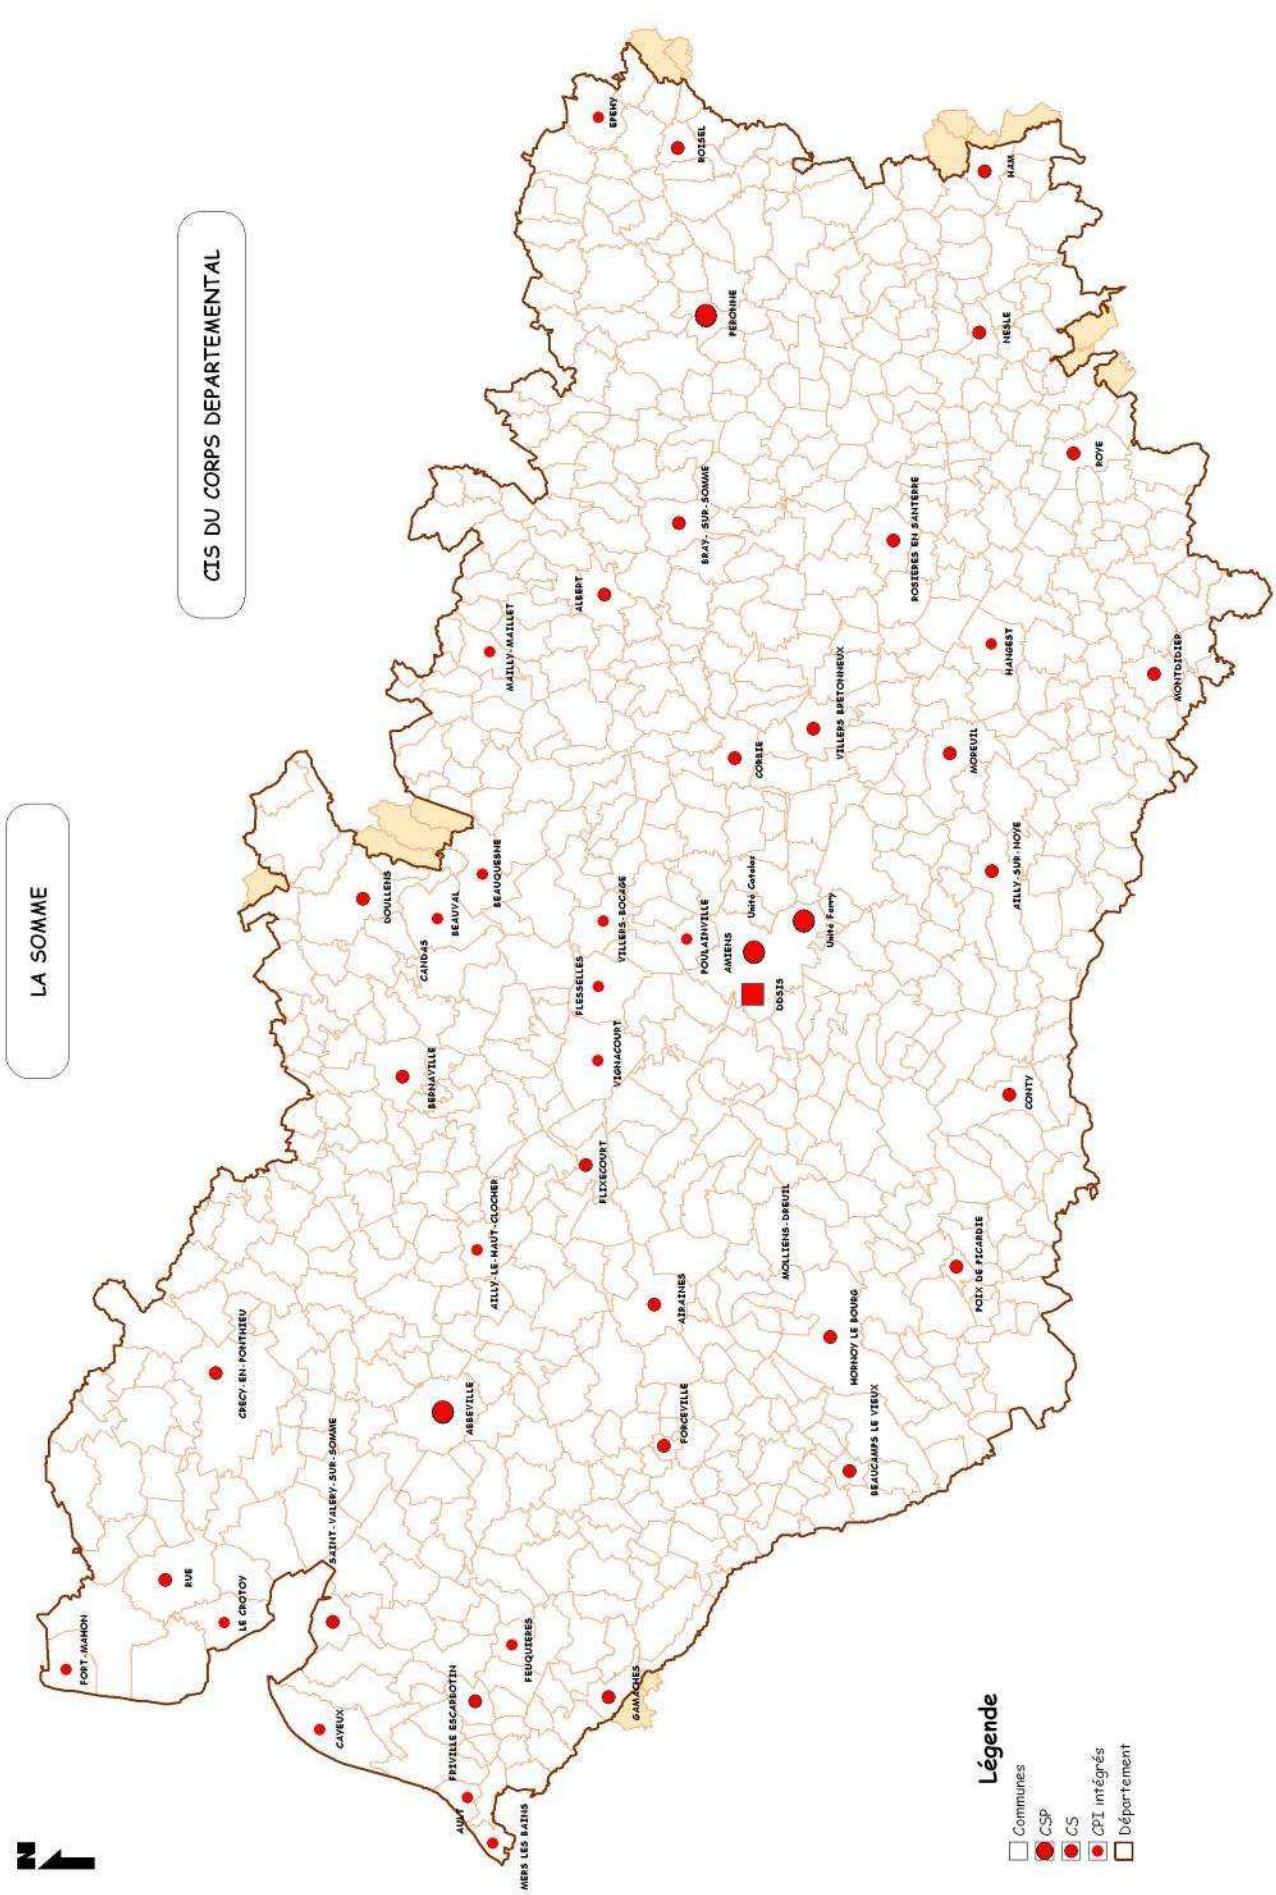 LA SOMME
CIS DU CORPS DEPARTEMENTAL
N
FORT-MAHON
RUE
LE CROTOY
CRECY-EN-PONTHIEU
SAINT-VALERY-SUR-SOMME
CAYEUX
AULT
MERS LES BAINS
FRIVILLE ESCARBOTIN
FEUQUIERES
GAMACHES
ABBEVILLE
AILLY-LE-HAUT-CLOCHER
BERNAVILLE
DOULLENS
CANDAS
BEAUVAL
BEAUQUESNE
MAILLY-MAILLET
ALBERT
EPEHY
ROISEL
PERONNE
BRAY-SUR-SOMME
FLIXECOURT
VIGNACOURT
FLESSELLES
VILLERS-BOCAGE
POULAINVILLE
AMIENS
Unité Catelas
DDSIS
Unité Ferry
CORBIE
VILLERS BRETONNEUX
FORCEVILLE
AIRAINES
MOLLIENS-DREUIL
HORNOY LE BOURG
BEAUCAMPS LE VIEUX
POIX DE PICARDIE
CONTY
AILLY-SUR-NOYE
MOREUIL
HANGEST
ROSIERES EN SANTERRE
MONTDIDIER
ROYE
NESLE
HAM
Légende
Communes
CSP
CS
CPI intégrés
Département